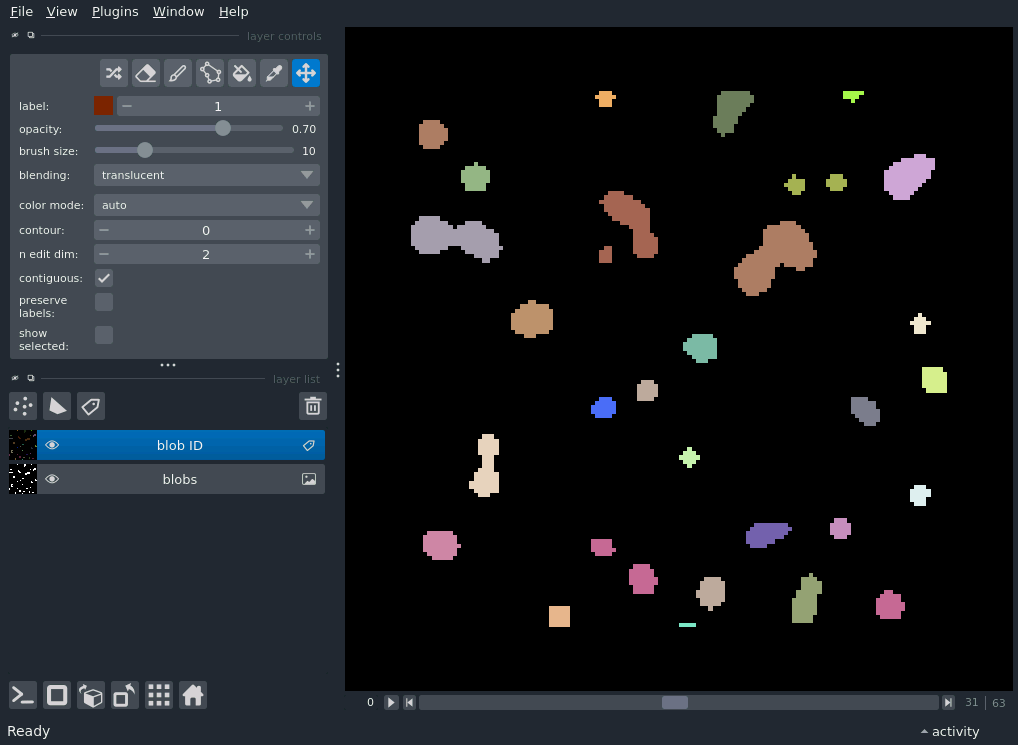 File View Plugins Window Help
layer controls
label: 1
opacity: 0.70
brush size: 10
blending: translucent
color mode: auto
contour: 0
n edit dim: 2
contiguous:
preserve
labels:
show
selected:
layer list
blob ID
blobs
0 31 63
Ready activity